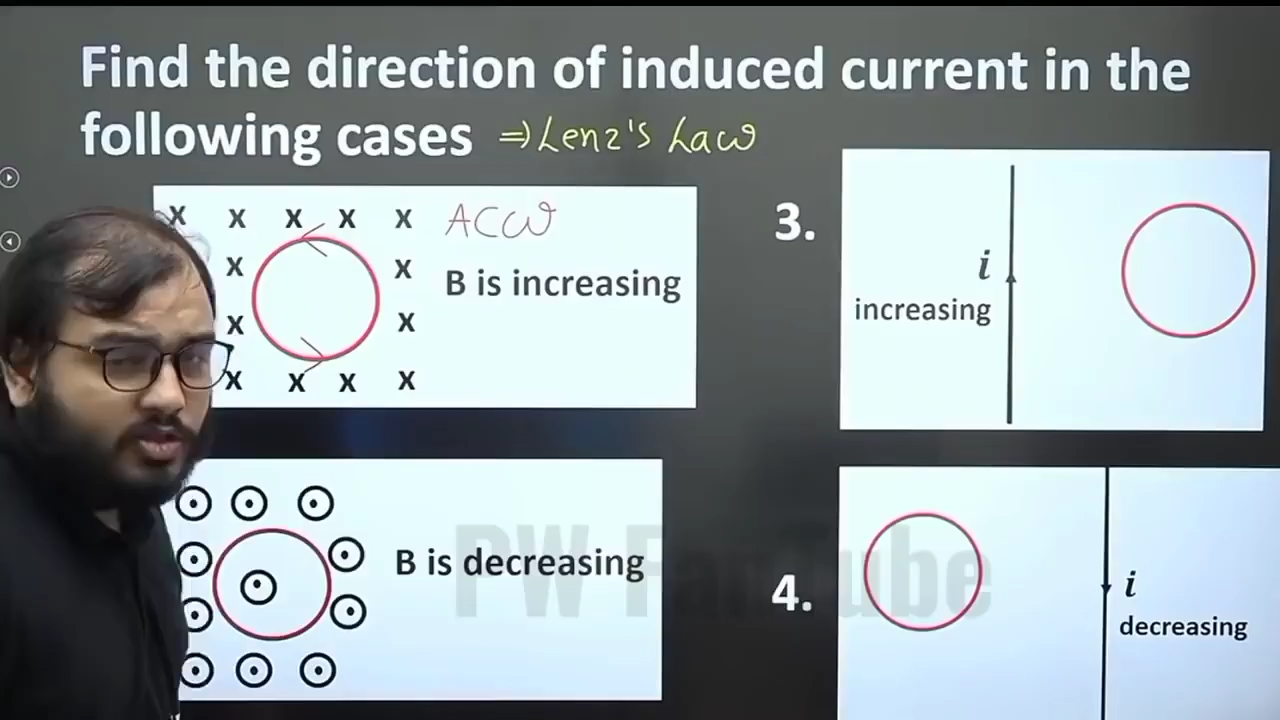 Find the direction of induced current in the
following cases ⇒ Lenz's Law
x x x x x ACW
x x B is increasing
x x
x x x x
B is decreasing
3.
i
increasing
4.
i
decreasing
PW FanTube